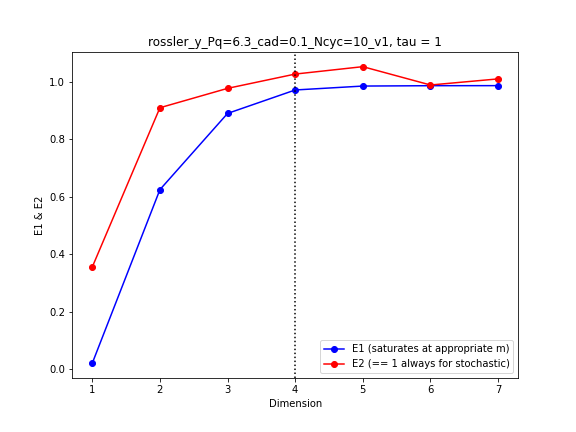 rossler_y_Pq=6.3_cad=0.1_Ncyc=10_v1, tau = 1
E1 & E2
1.0
0.8
0.6
0.4
0.2
0.0
E1 (saturates at appropriate m)
E2 (== 1 always for stochastic)
1 2 3 4 5 6 7
Dimension